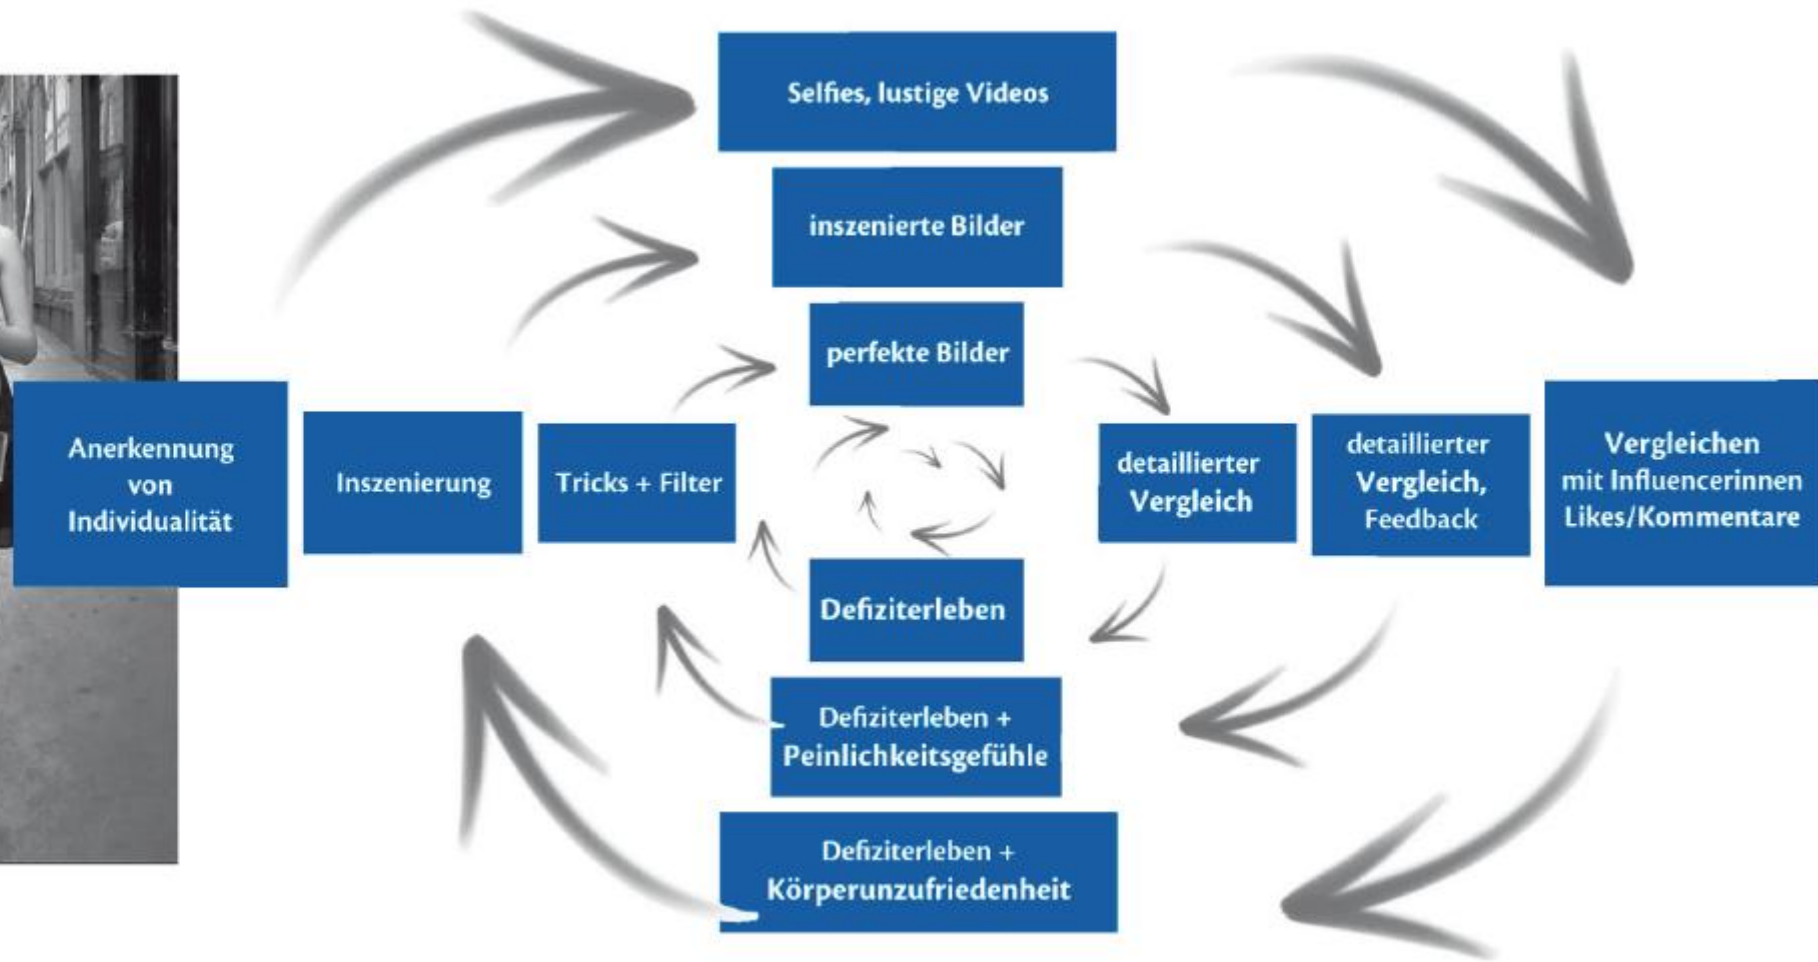 Selfies, lustige Videos
inszenierte Bilder
perfekte Bilder
Anerkennung
von
Individualität
Inszenierung
Tricks + Filter
detaillierter
Vergleich
detaillierter
Vergleich,
Feedback
Vergleichen
mit Influencerinnen
Likes/Kommentare
Defiziterleben
Defiziterleben +
Peinlichkeitsgefühle
Defiziterleben +
Körperunzufriedenheit